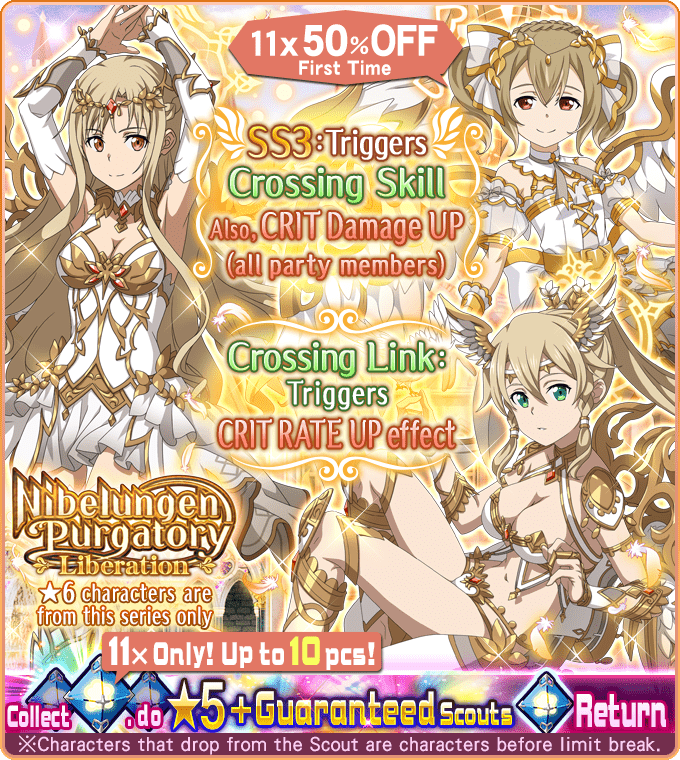 11x 50%OFF
First Time
SS3:Triggers
Crossing Skill
Also, CRIT Damage UP
(all party members)
Crossing Link:
Triggers
CRIT RATE UP effect
Nibelungen
Purgatory
Liberation
★6 characters are
from this series only
11x Only! Up to 10 pcs!
Collect , do ★5+Guaranteed Scouts Return
※Characters that drop from the Scout are characters before limit break.